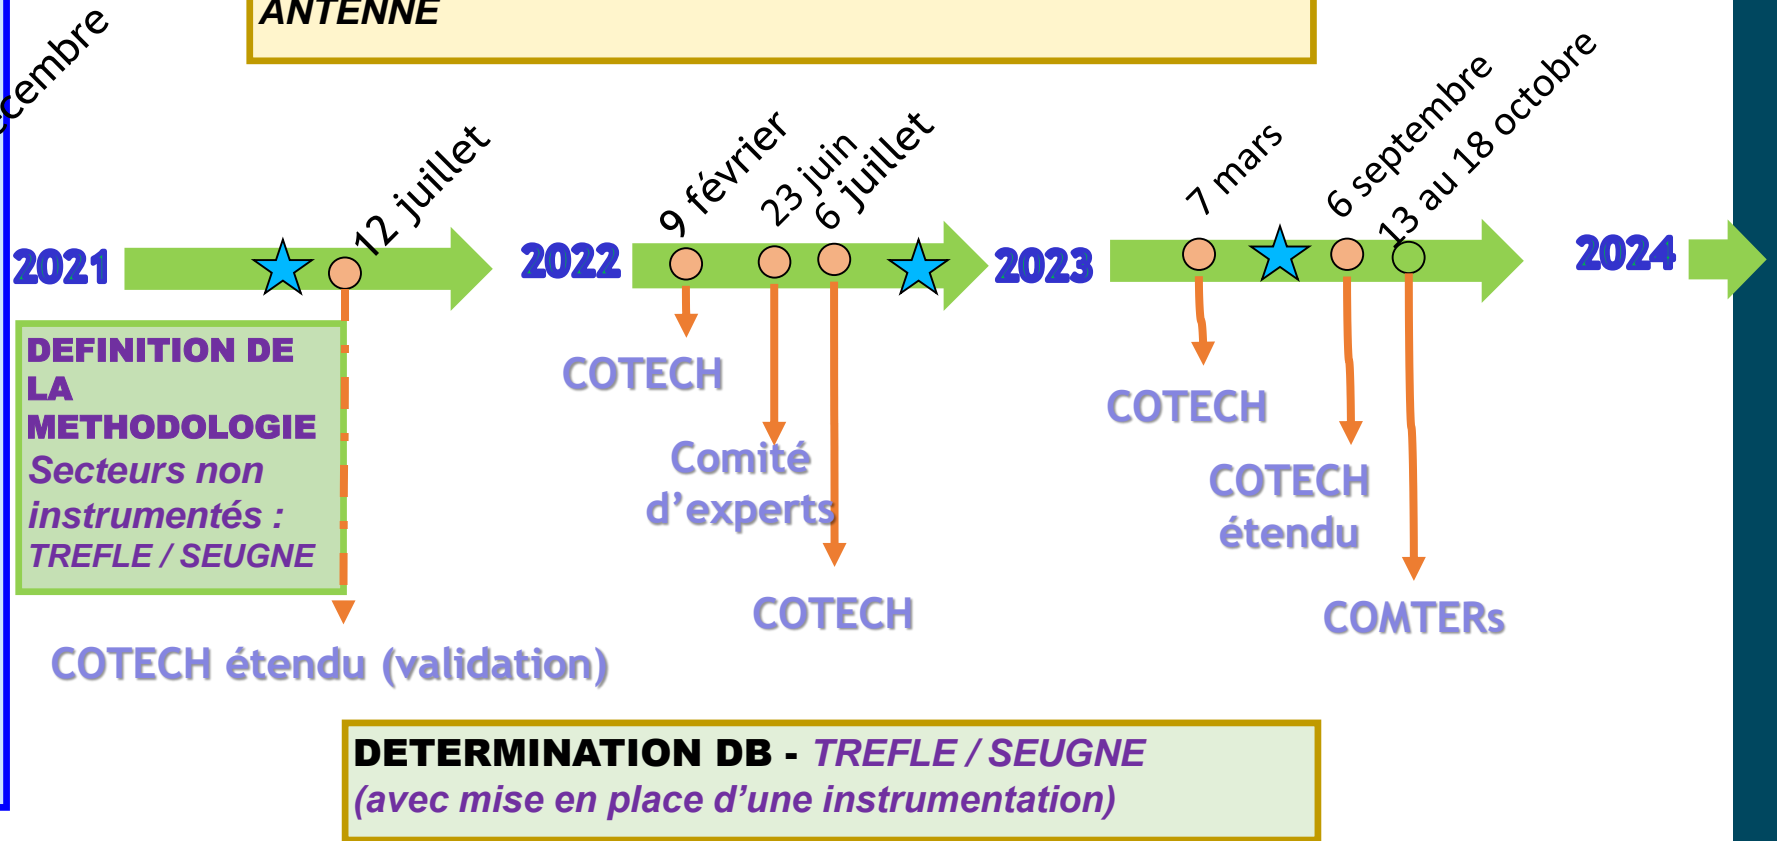 ANTENNE
12 juillet
9 février
23 juin
6 juillet
7 mars
6 septembre
13 au 18 octobre
2021
2022
2023
2024
DEFINITION DE
LA
METHODOLOGIE
Secteurs non
instrumentés :
TREFLE / SEUGNE
COTECH
Comité
d’experts
COTECH
COTECH
COTECH
étendu
COMTERs
COTECH étendu (validation)
DETERMINATION DB - TREFLE / SEUGNE
(avec mise en place d’une instrumentation)